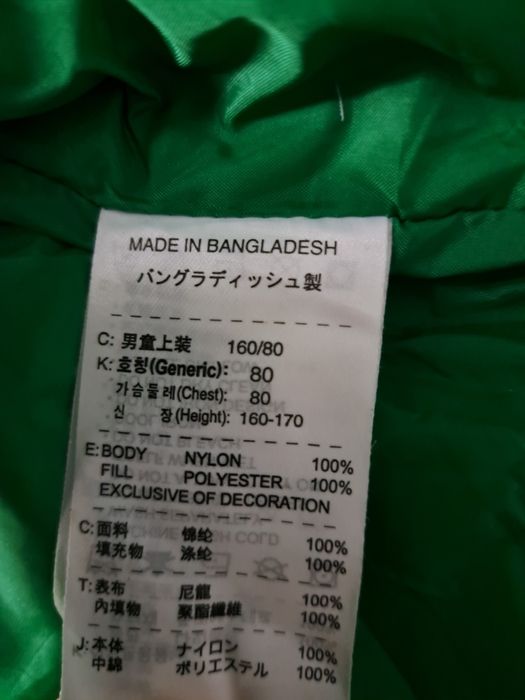 MADE IN BANGLADESH
バングラディッシュ製
C: 男童上装 160/80
K: 호칭(Generic): 80
가슴둘레(Chest): 80
신 장(Height): 160-170
E: BODY NYLON 100%
FILL POLYESTER 100%
EXCLUSIVE OF DECORATION
C: 面料 锦纶 100%
填充物 涤纶 100%
T: 表布 尼龍 100%
內填物 聚酯纖維 100%
J: 本体 ナイロン 100%
中綿 ポリエステル 100%